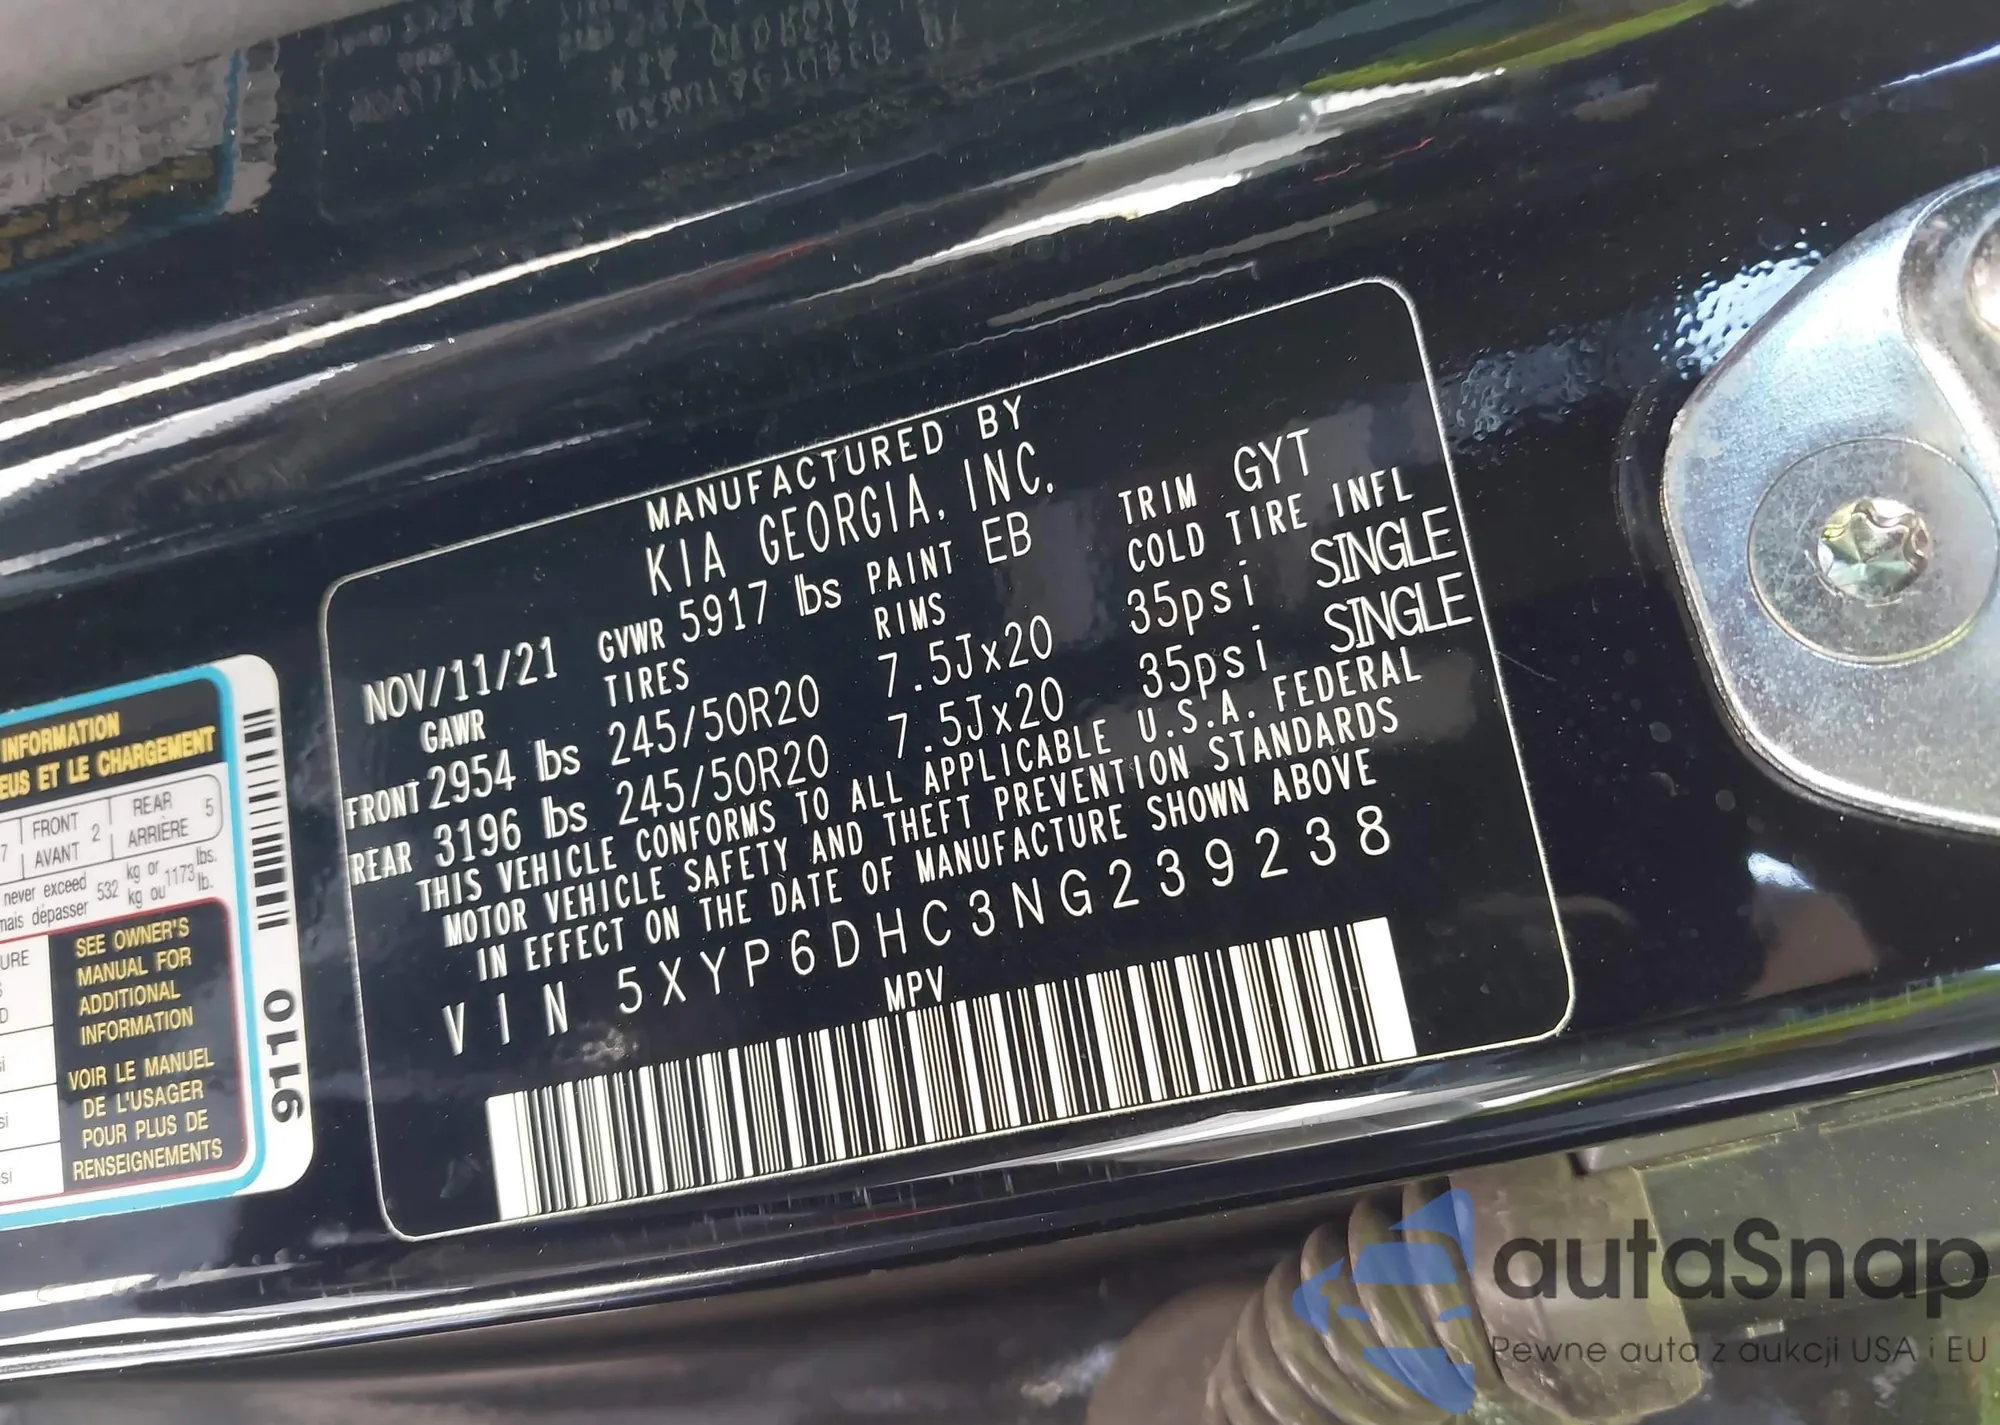 MANUFACTURED BY
KIA GEORGIA, INC.
NOV/11/21 GVWR 5917 lbs PAINT EB TRIM GYT
GAWR TIRES RIMS COLD TIRE INFL
FRONT 2954 lbs 245/50R20 7.5Jx20 35psi SINGLE
REAR 3196 lbs 245/50R20 7.5Jx20 35psi SINGLE
THIS VEHICLE CONFORMS TO ALL APPLICABLE U.S.A. FEDERAL
MOTOR VEHICLE SAFETY AND THEFT PREVENTION STANDARDS
IN EFFECT ON THE DATE OF MANUFACTURE SHOWN ABOVE
VIN 5XYP6DHC3NG239238
MPV
INFORMATION
ET LE CHARGEMENT
7 FRONT AVANT 2 REAR ARRIÈRE 5
never exceed 532 kg or 1173 lbs.
dépasser kg ou lb.
SEE OWNER'S
MANUAL FOR
ADDITIONAL
INFORMATION
VOIR LE MANUEL
DE L'USAGER
POUR PLUS DE
RENSEIGNEMENTS
9110
autaSnap
Pewne auta z aukcji USA i EU